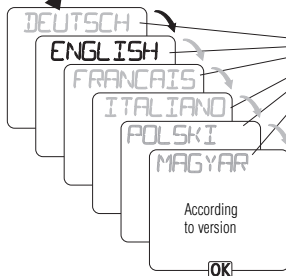 DEUTSCH
ENGLISH
FRANCAIS
ITALIANO
POLSKI
MAGYAR
According
to version
OK